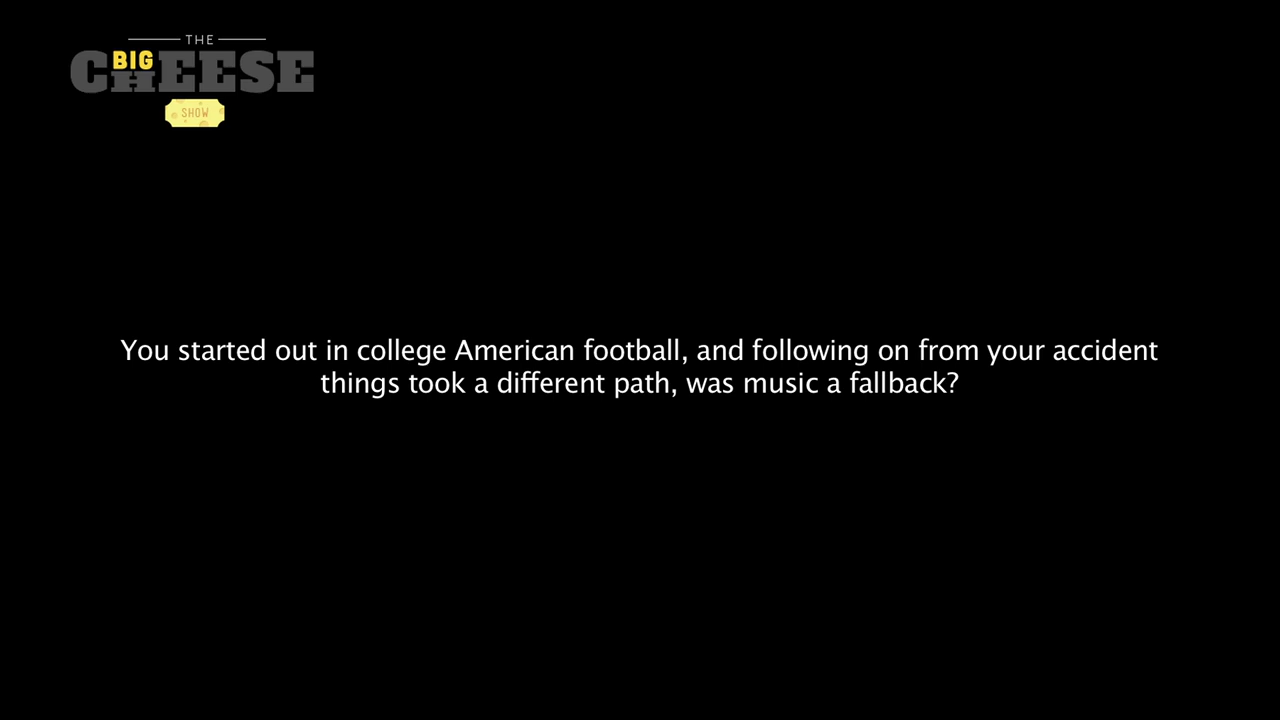 THE
BIG
CHEESE
SHOW
You started out in college American football, and following on from your accident
things took a different path, was music a fallback?